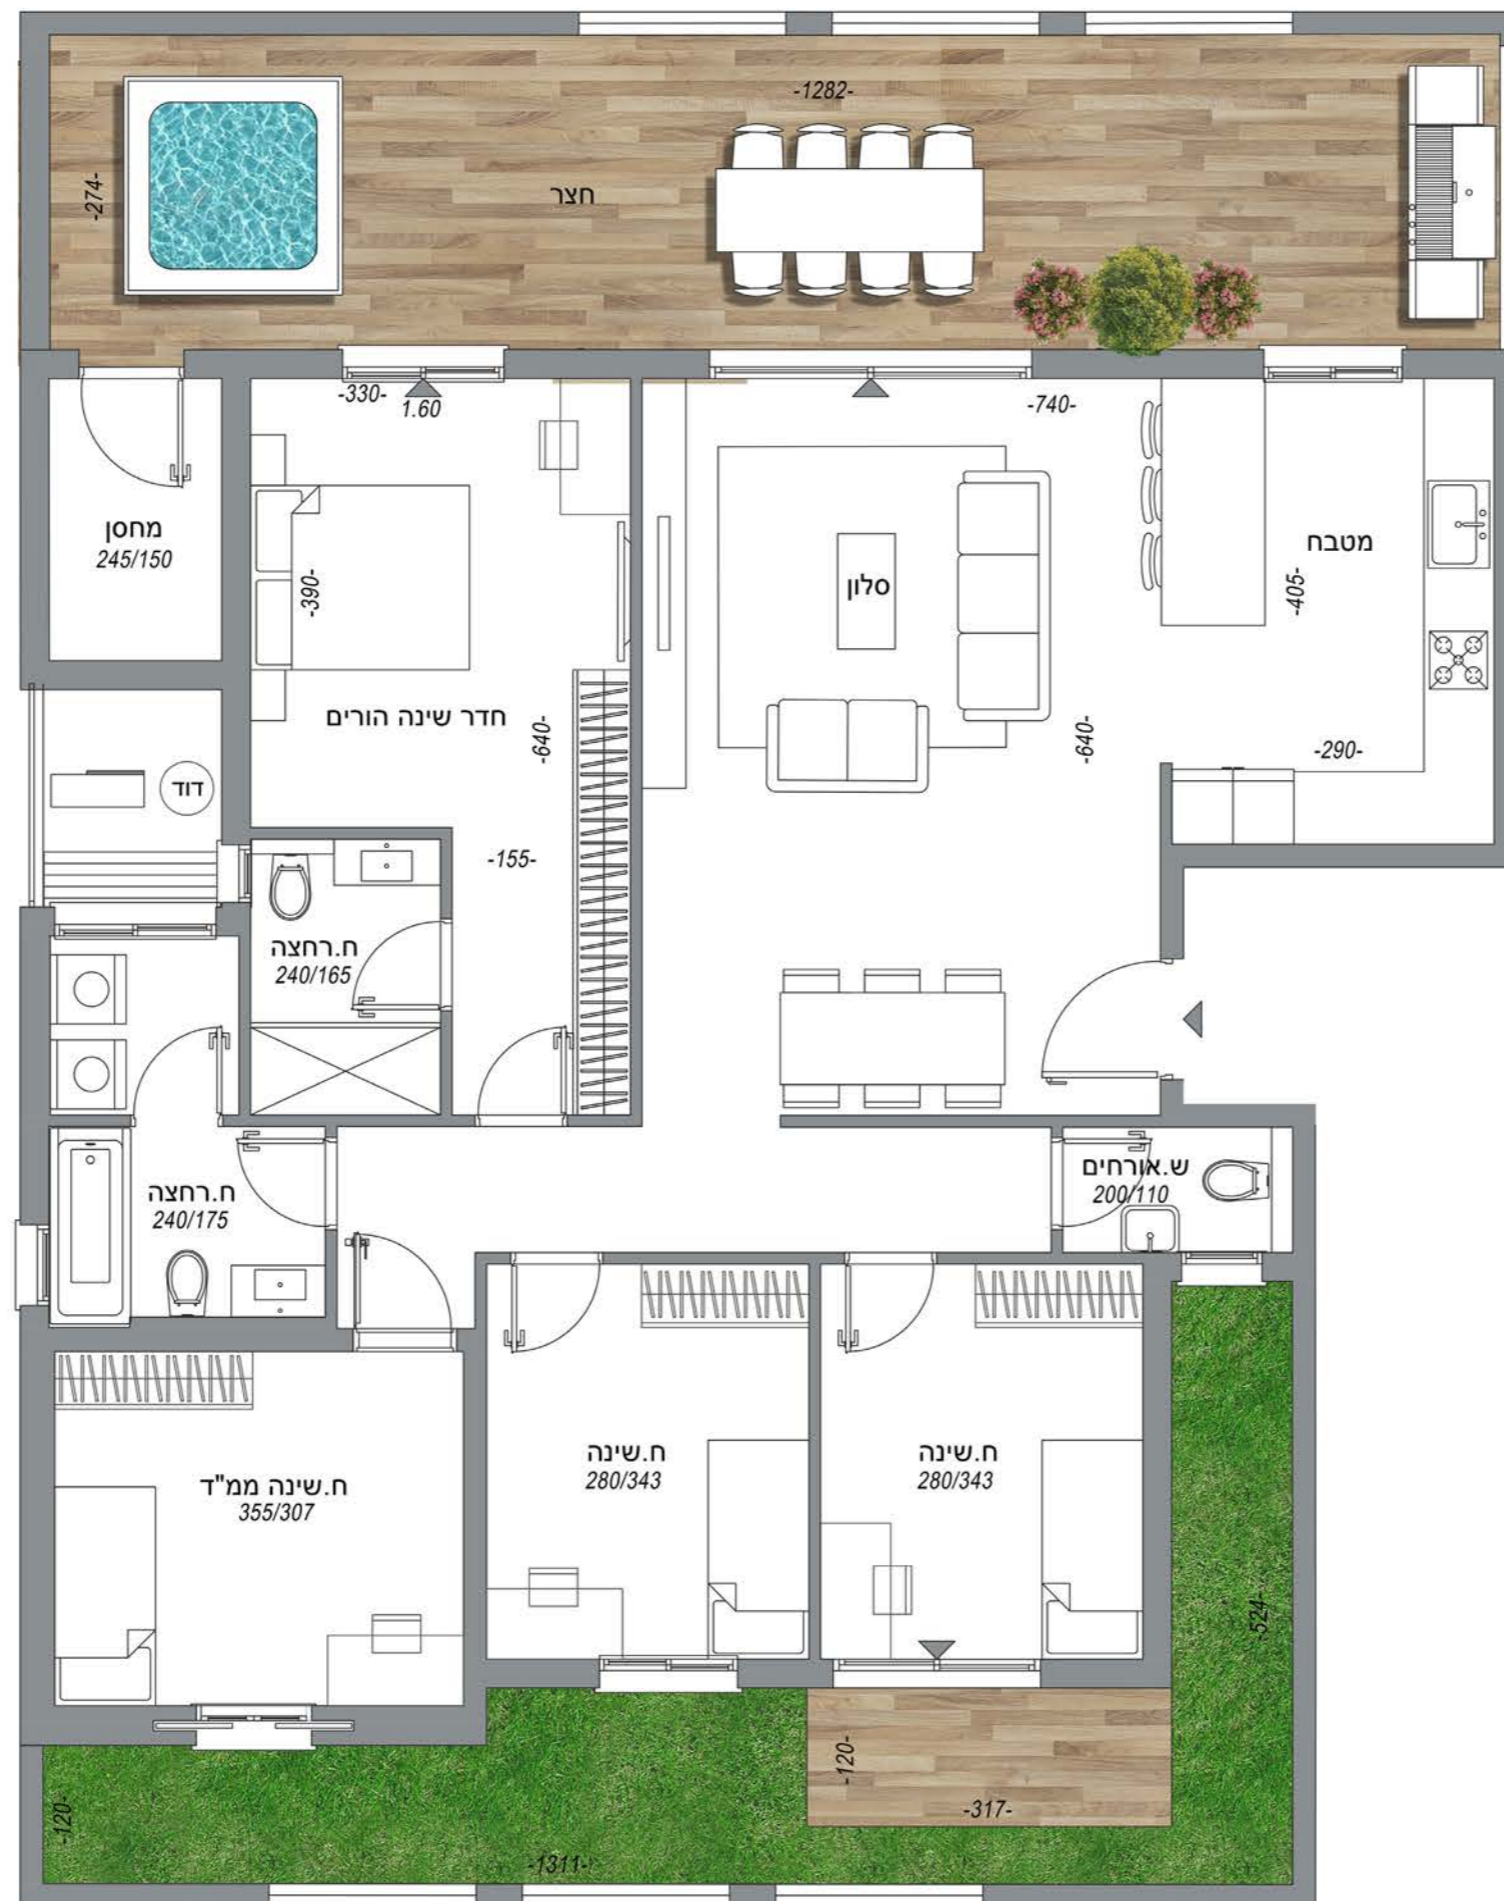 -1282-
-274-
חצר
-330-
1.60
-740-
מחסן
245/150
-390-
סלון
מטבח
-405-
חדר שינה הורים
-640-
-640-
-290-
דוד
-155-
ח.רחצה
240/165
ח.רחצה
240/175
ש.אורחים
200/110
ח.שינה ממ"ד
355/307
ח.שינה
280/343
ח.שינה
280/343
-524-
-120-
-317-
-120-
-1311-